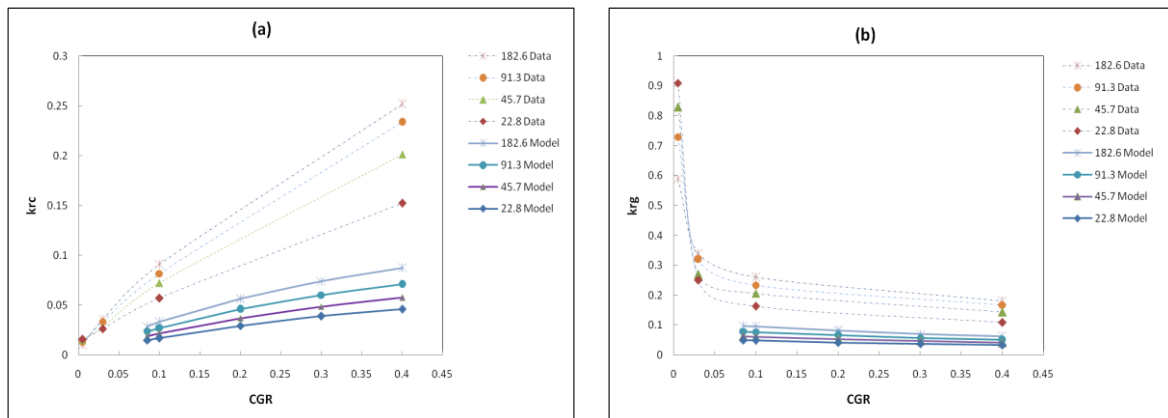 (a)
0.3
0.25
0.2
0.15
0.1
0.05
0
krc
0 0.05 0.1 0.15 0.2 0.25 0.3 0.35 0.4 0.45
CGR
182.6 Data
91.3 Data
45.7 Data
22.8 Data
182.6 Model
91.3 Model
45.7 Model
22.8 Model
(b)
1
0.9
0.8
0.7
0.6
0.5
0.4
0.3
0.2
0.1
0
krg
0 0.05 0.1 0.15 0.2 0.25 0.3 0.35 0.4 0.45
CGR
182.6 Data
91.3 Data
45.7 Data
22.8 Data
182.6 Model
91.3 Model
45.7 Model
22.8 Model